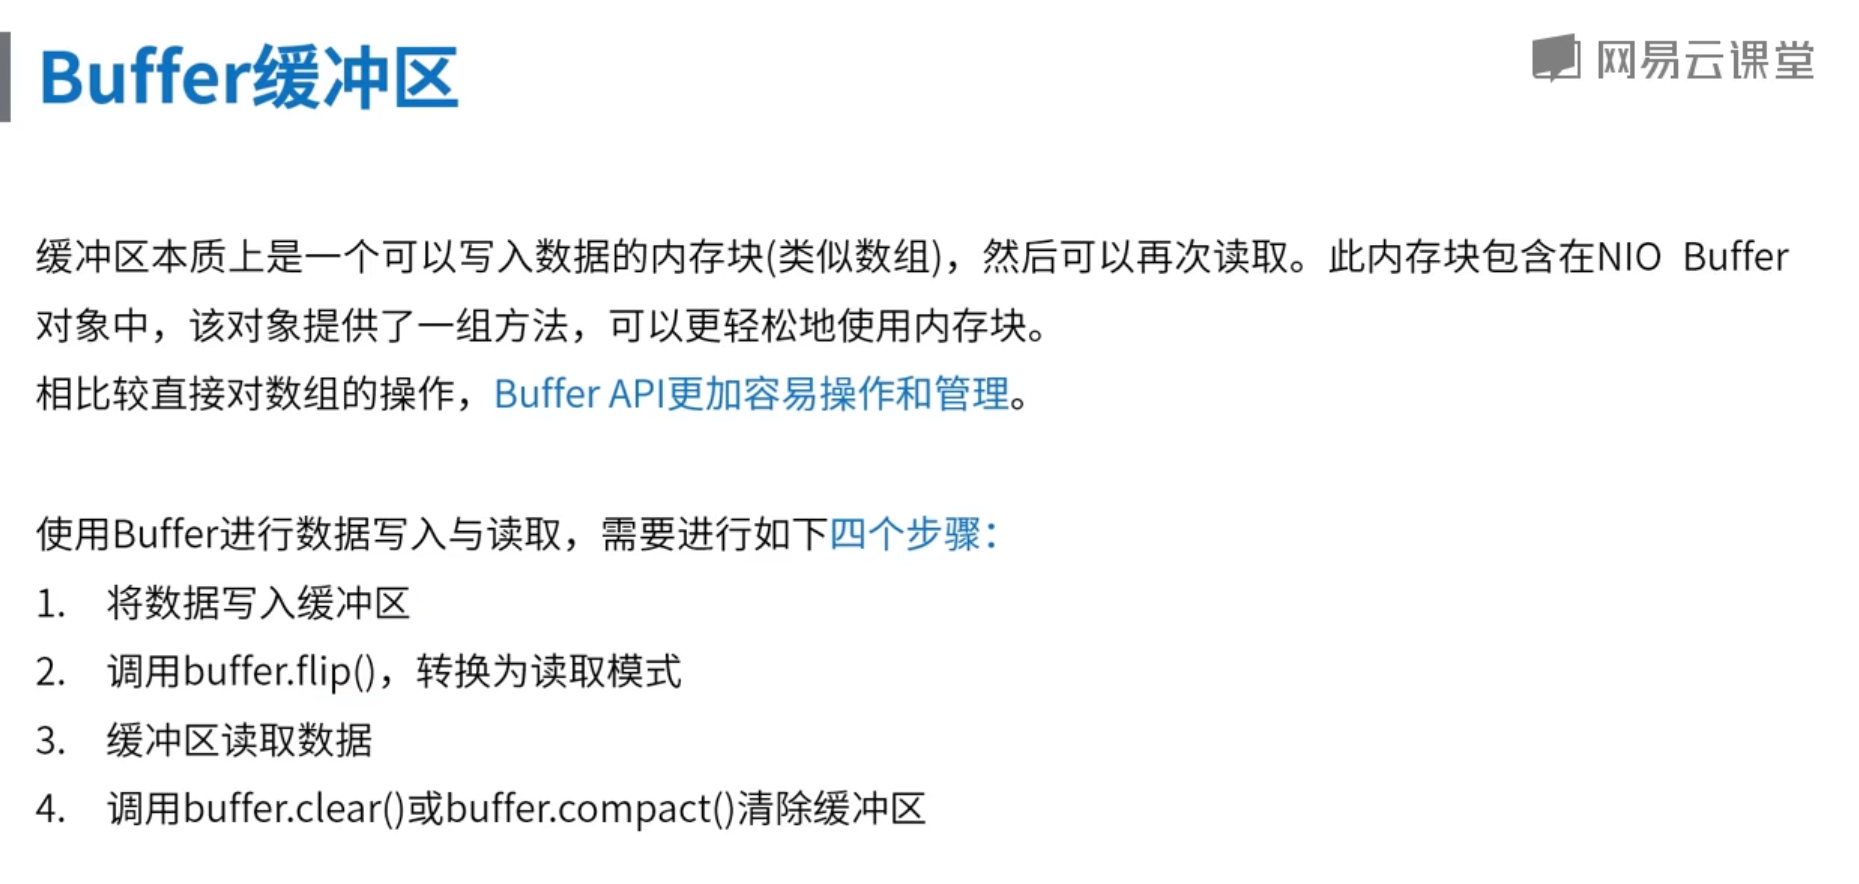 Buffer缓冲区
网易云课堂
缓冲区本质上是一个可以写入数据的内存块(类似数组)，然后可以再次读取。此内存块包含在NIO Buffer
对象中，该对象提供了一组方法，可以更轻松地使用内存块。
相比较直接对数组的操作，Buffer API更加容易操作和管理。
使用Buffer进行数据写入与读取，需要进行如下四个步骤：
1. 将数据写入缓冲区
2. 调用buffer.flip()，转换为读取模式
3. 缓冲区读取数据
4. 调用buffer.clear()或buffer.compact()清除缓冲区